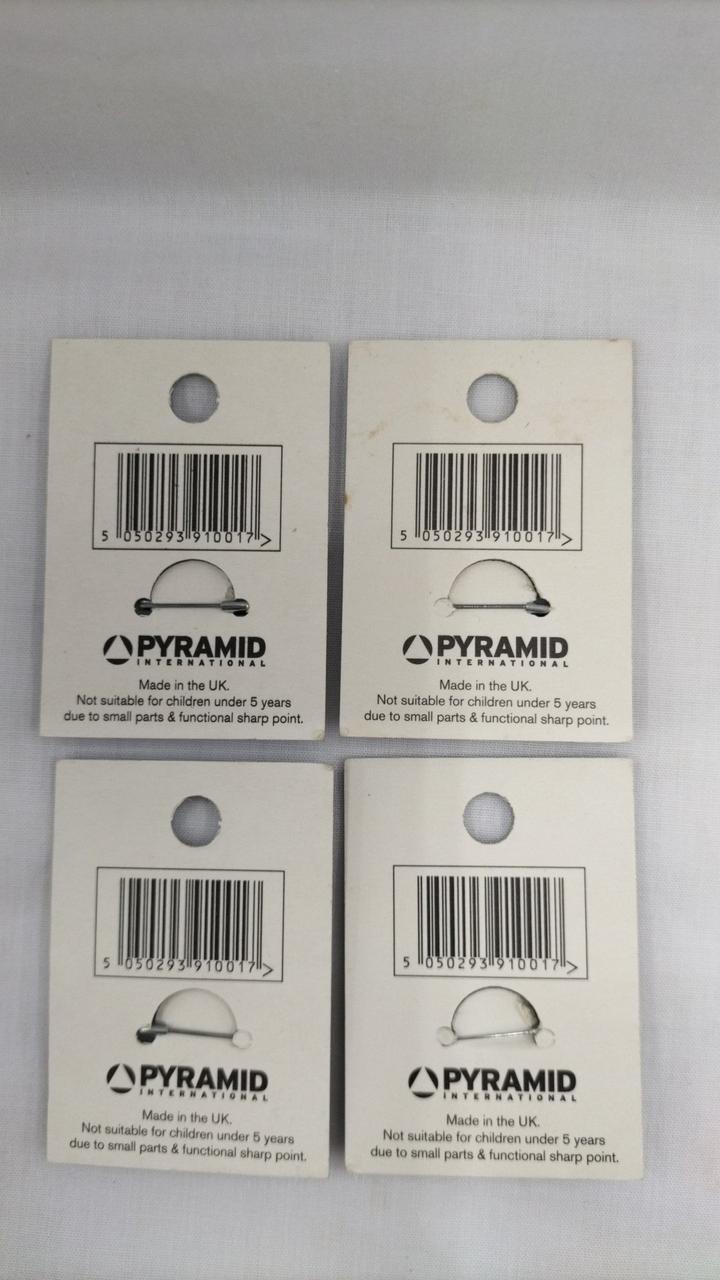 5 050293 910017 >
PYRAMID
INTERNATIONAL
Made in the UK.
Not suitable for children under 5 years
due to small parts & functional sharp point.
5 050293 910017 >
PYRAMID
INTERNATIONAL
Made in the UK.
Not suitable for children under 5 years
due to small parts & functional sharp point.
5 050293 910017 >
PYRAMID
INTERNATIONAL
Made in the UK.
Not suitable for children under 5 years
due to small parts & functional sharp point.
5 050293 910017 >
PYRAMID
INTERNATIONAL
Made in the UK.
Not suitable for children under 5 years
due to small parts & functional sharp point.